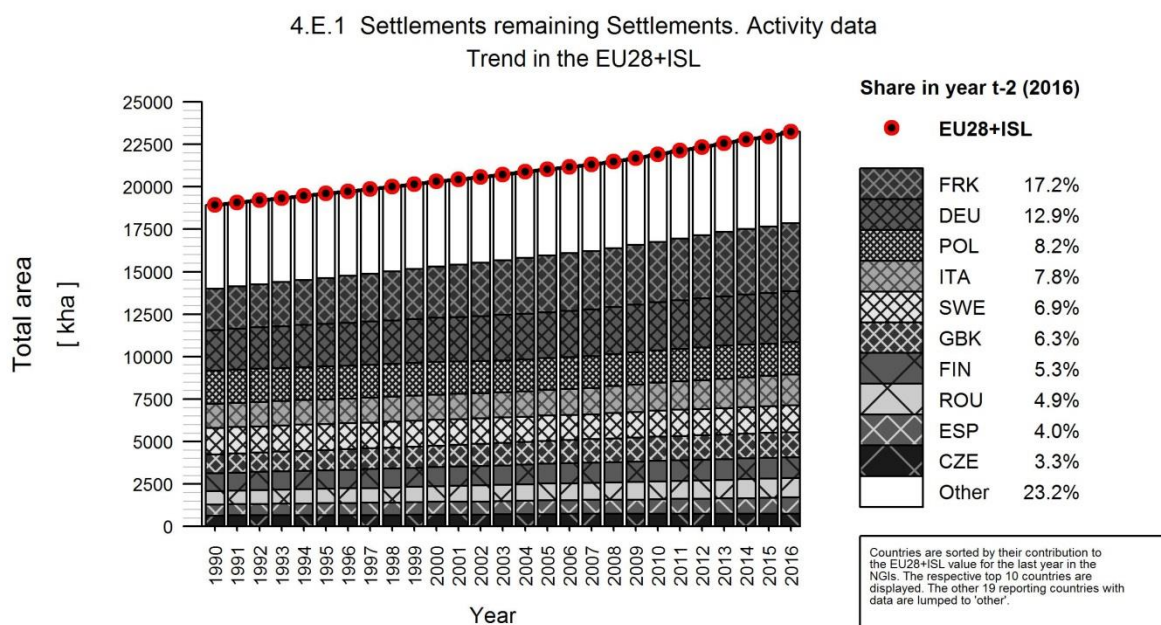 4.E.1 Settlements remaining Settlements. Activity data
Trend in the EU28+ISL
Total area
[ kha]
25000
22500
20000
17500
15000
12500
10000
7500
5000
2500
0
1990
1991
1992
1993
1994
1995
1996
1997
1998
1999
2000
2001
2002
2003
2004
2005
2006
2007
2008
2009
2010
2011
2012
2013
2014
2015
2016
Year
Share in year t-2 (2016)
EU28+ISL
FRK 17.2%
DEU 12.9%
POL 8.2%
ITA 7.8%
SWE 6.9%
GBK 6.3%
FIN 5.3%
ROU 4.9%
ESP 4.0%
CZE 3.3%
Other 23.2%
Countries are sorted by their contribution to
the EU28+ISL value for the last year in the
NGIs. The respective top 10 countries are
displayed. The other 19 reporting countries with
data are lumped to 'other'.